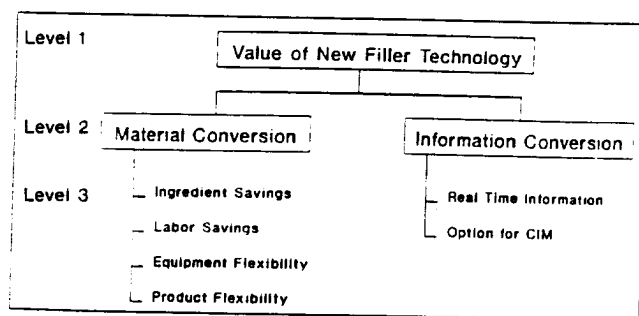 Level 1
Value of New Filler Technology
Level 2
Material Conversion
Information Conversion
Level 3
Ingredient Savings
Real Time Information
Labor Savings
Option for CIM
Equipment Flexibility
Product Flexibility